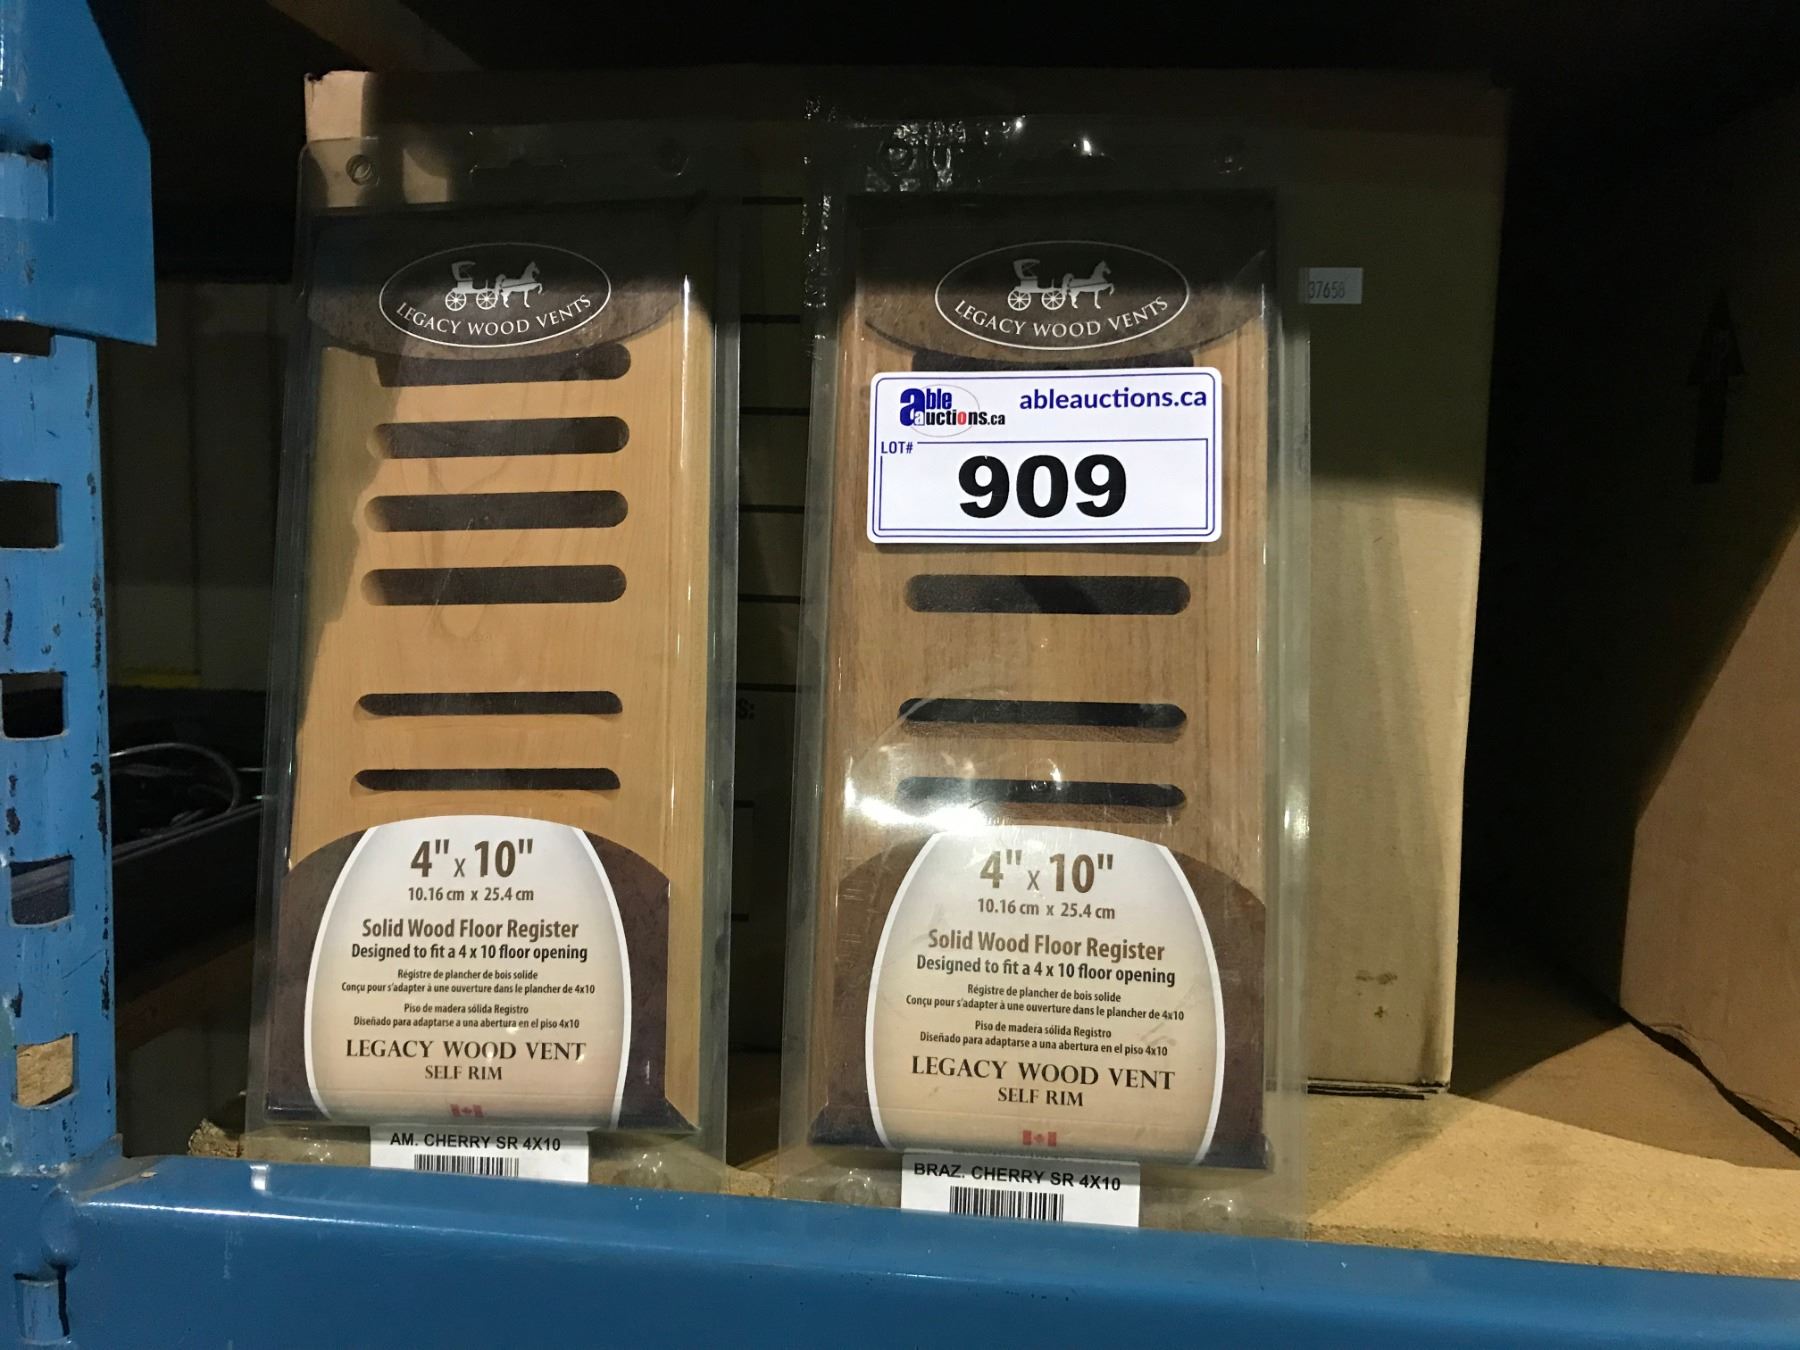 LEGACY WOOD VENTS
4" x 10"
10.16 cm x 25.4 cm
Solid Wood Floor Register
Designed to fit a 4 x 10 floor opening
Régistre de plancher de bois solide
Conçu pour s'adapter à une ouverture dans le plancher de 4x10
Piso de madera sólida Registro
Diseñado para adaptarse a una abertura en el piso 4x10
LEGACY WOOD VENT
SELF RIM
AM. CHERRY SR 4X10
LEGACY WOOD VENTS
able auctions.ca
ableauctions.ca
LOT#
909
4" x 10"
10.16 cm x 25.4 cm
Solid Wood Floor Register
Designed to fit a 4 x 10 floor opening
Régistre de plancher de bois solide
Conçu pour s'adapter à une ouverture dans le plancher de 4x10
Piso de madera sólida Registro
Diseñado para adaptarse a una abertura en el piso 4x10
LEGACY WOOD VENT
SELF RIM
BRAZ. CHERRY SR 4X10
37658